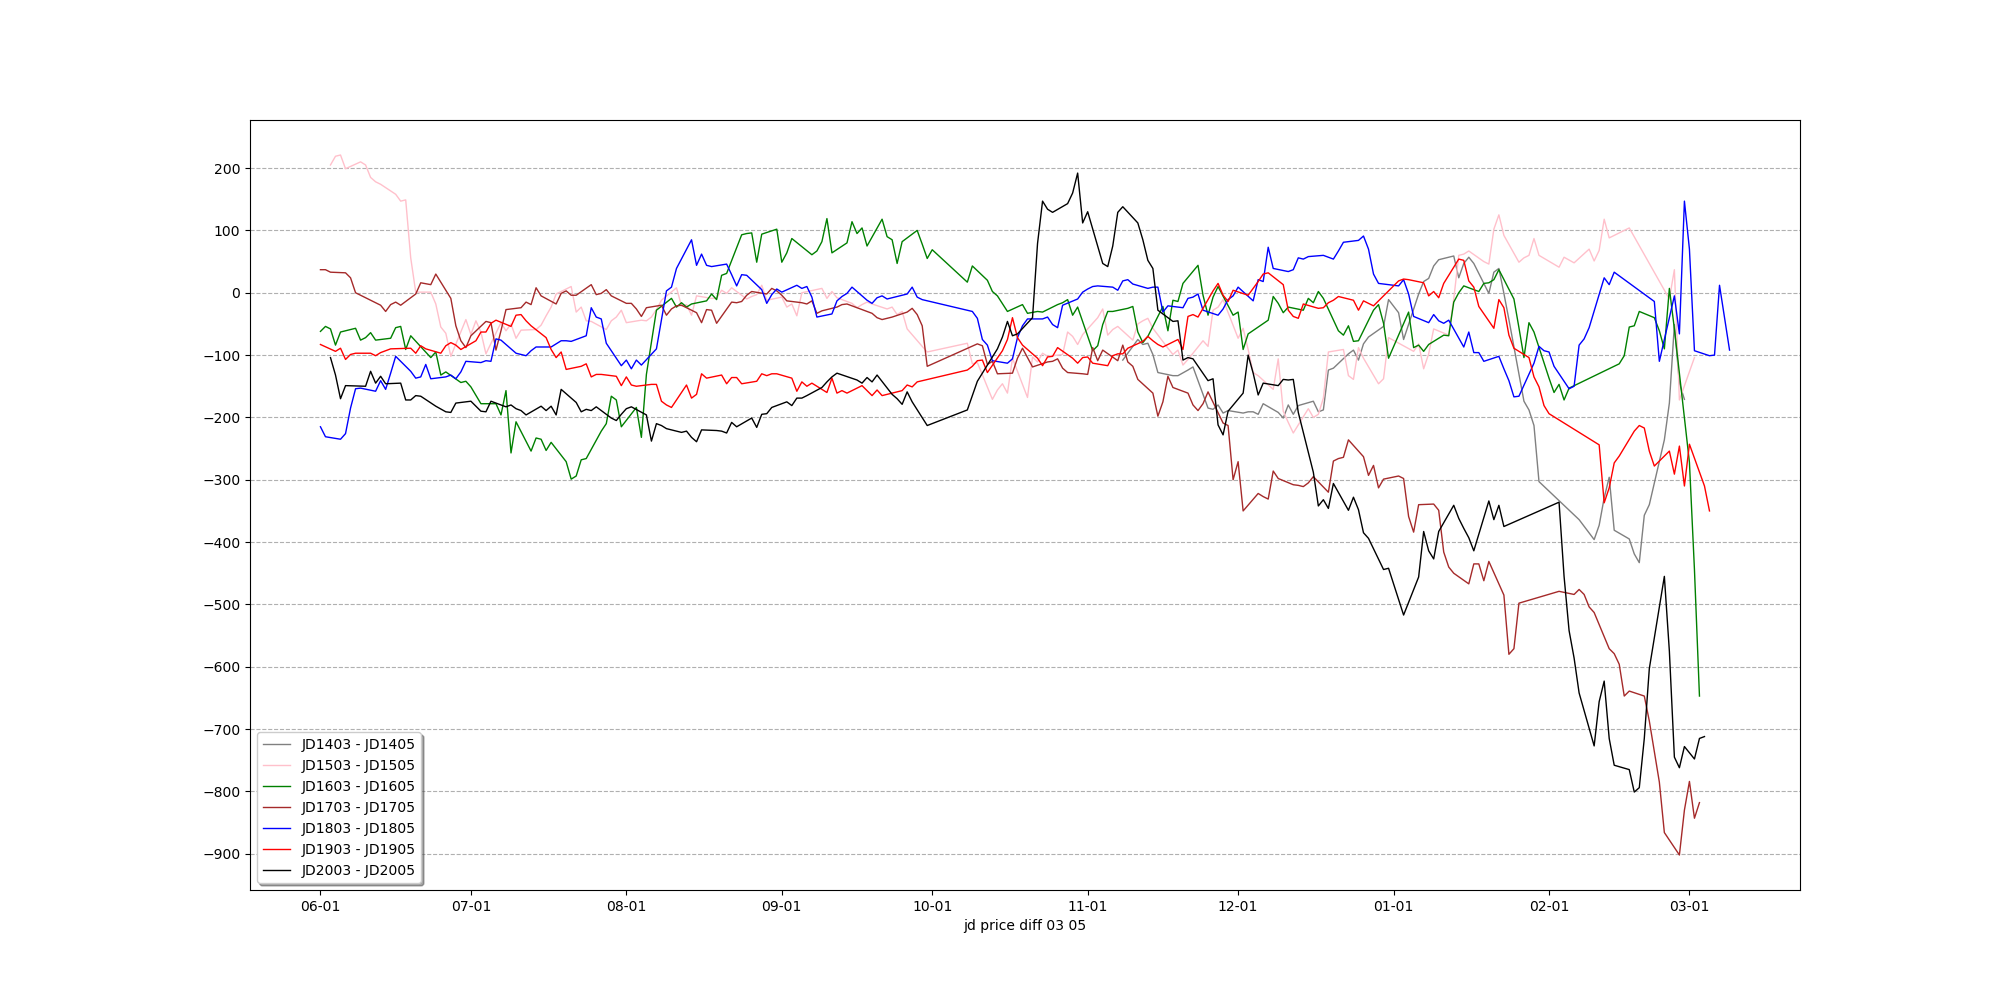 200
100
0
−100
−200
−300
−400
−500
−600
−700
−800
−900
JD1403 - JD1405
JD1503 - JD1505
JD1603 - JD1605
JD1703 - JD1705
JD1803 - JD1805
JD1903 - JD1905
JD2003 - JD2005
06-01 07-01 08-01 09-01 10-01 11-01 12-01 01-01 02-01 03-01
jd price diff 03 05